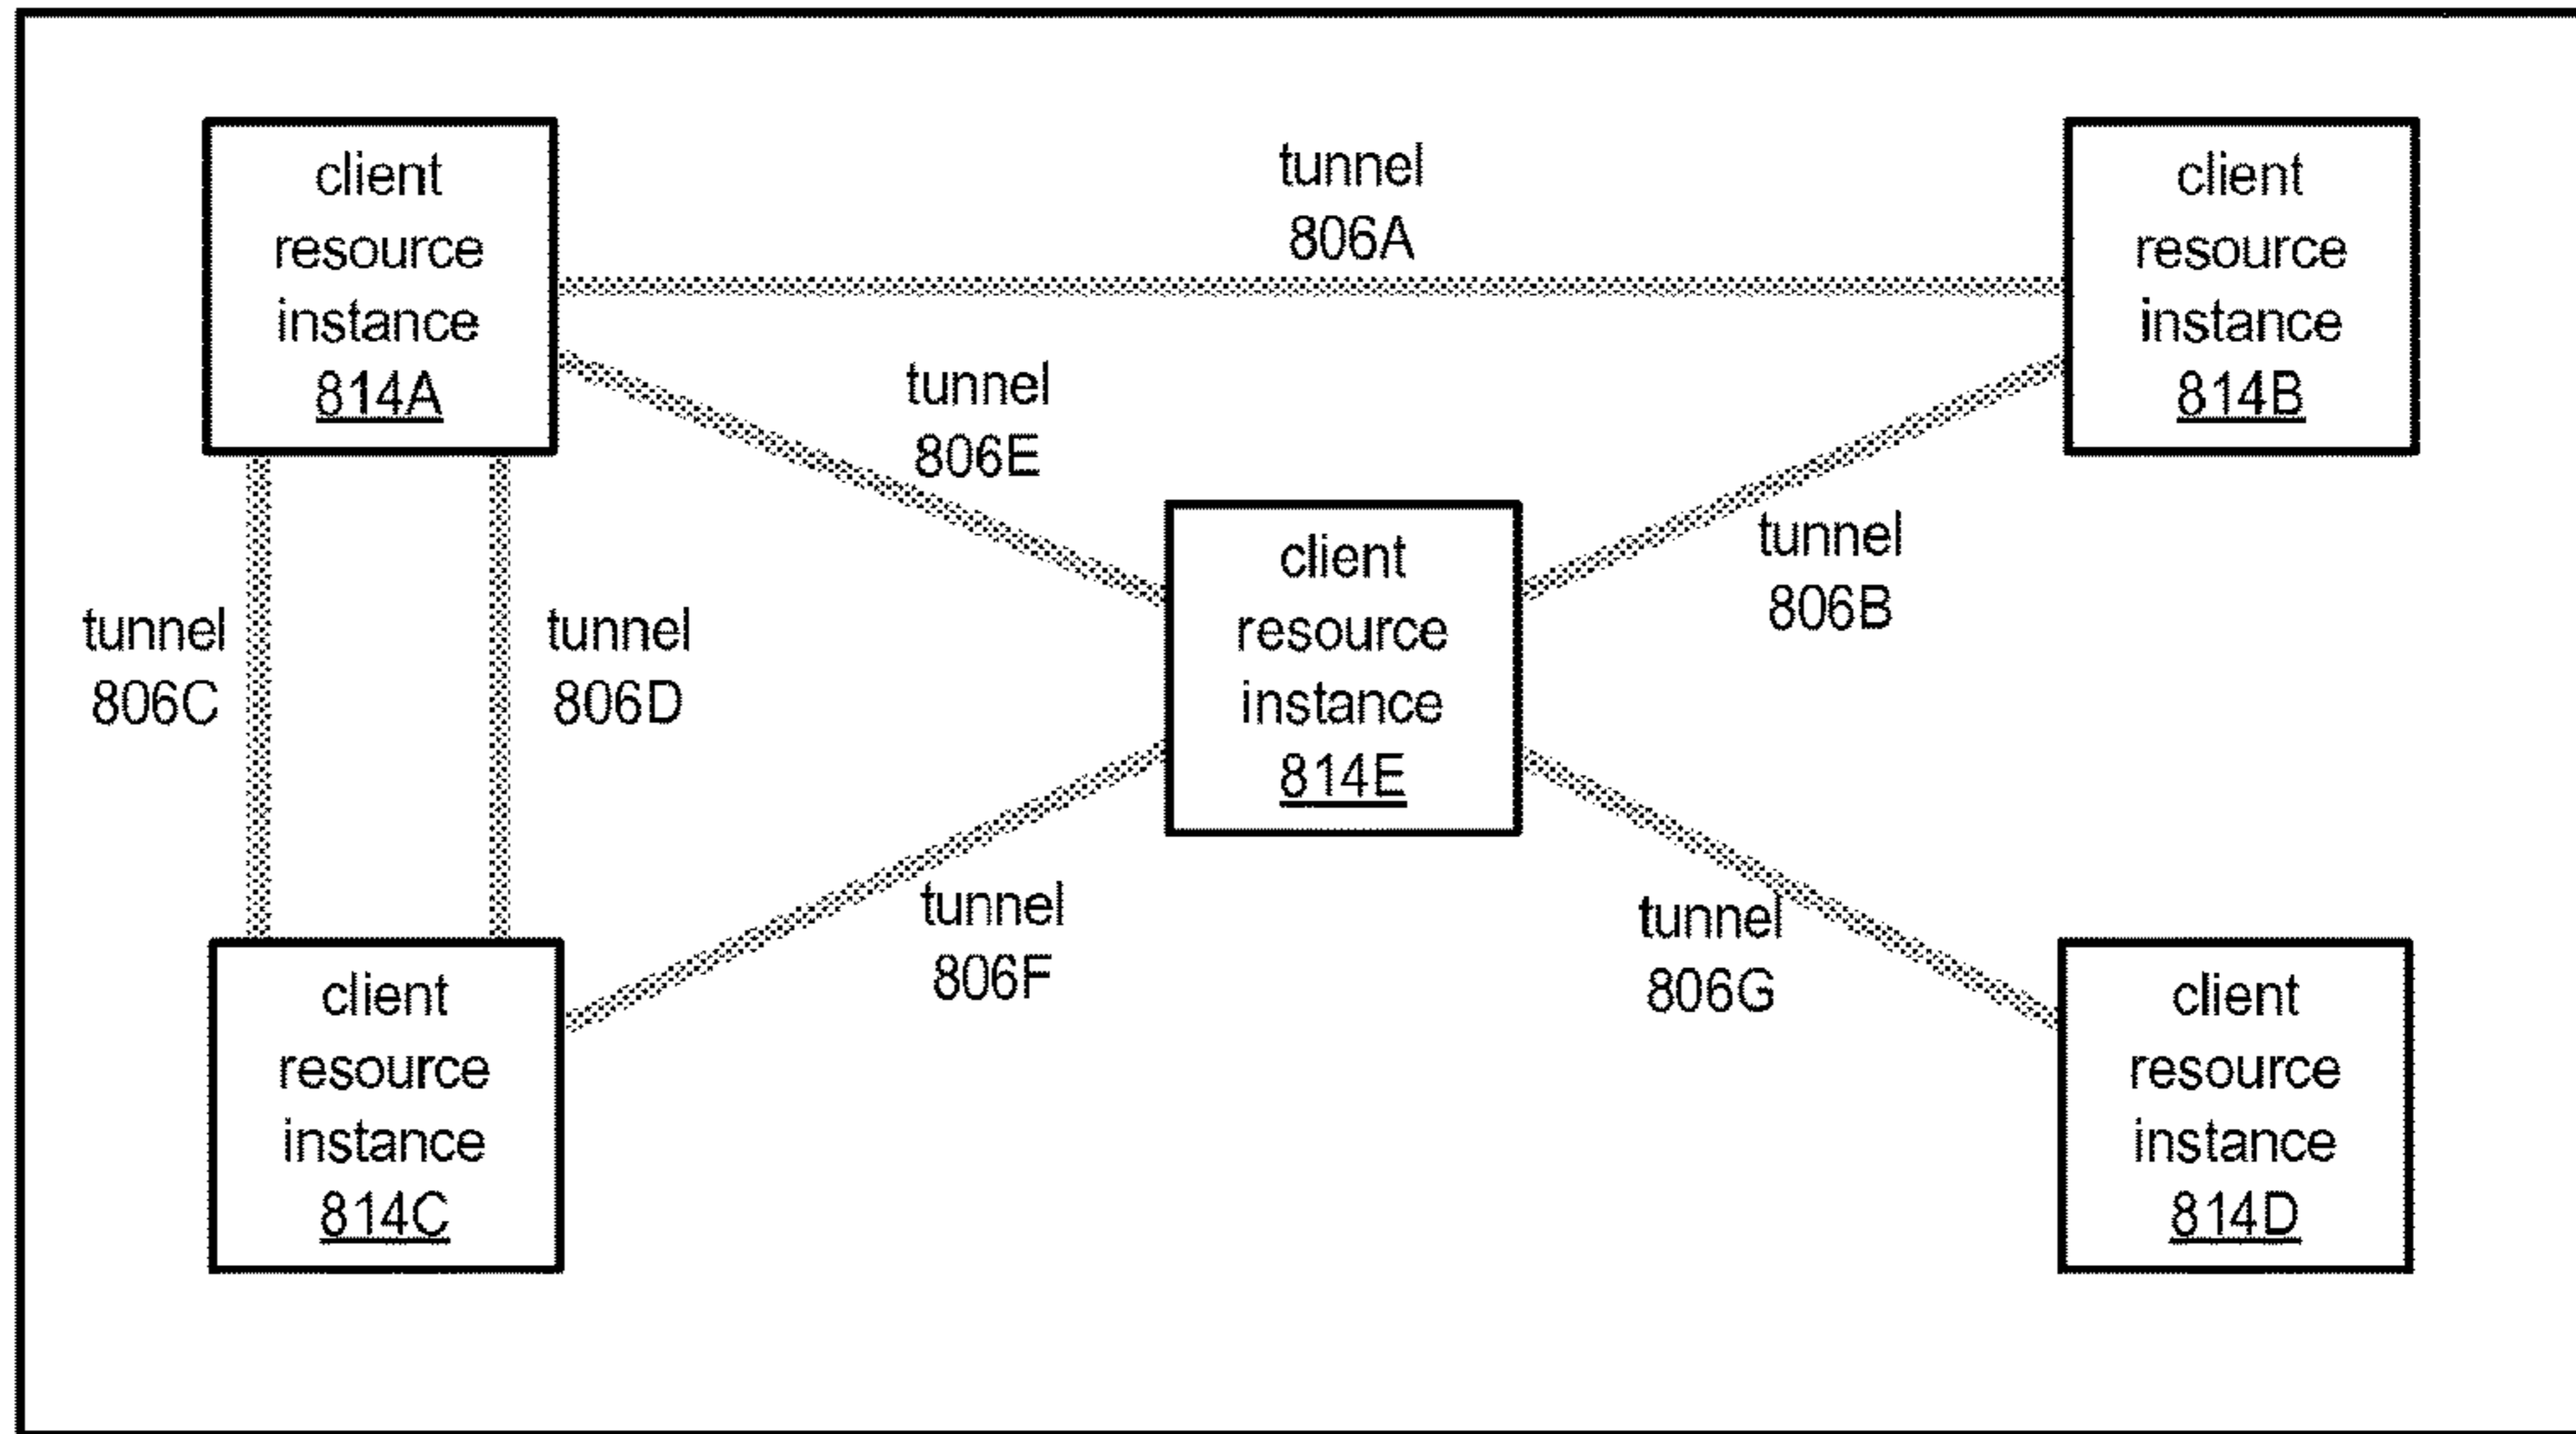 client
resource
instance
814A
tunnel
806A
client
resource
instance
814B
tunnel
806E
tunnel
806B
client
resource
instance
814E
tunnel
806C
tunnel
806D
tunnel
806F
tunnel
806G
client
resource
instance
814C
client
resource
instance
814D